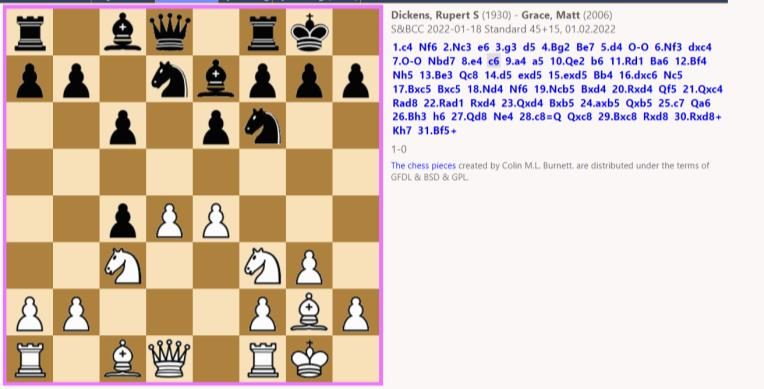 Dickens, Rupert S (1930) - Grace, Matt (2006)
S&BCC 2022-01-18 Standard 45+15, 01.02.2022
1.c4 Nf6 2.Nc3 e6 3.g3 d5 4.Bg2 Be7 5.d4 O-O 6.Nf3 dxc4
7.O-O Nbd7 8.e4 c6 9.a4 a5 10.Qe2 b6 11.Rd1 Ba6 12.Bf4
Nh5 13.Be3 Qc8 14.d5 exd5 15.exd5 Bb4 16.dxc6 Nc5
17.Bxc5 Bxc5 18.Nd4 Nf6 19.Ncb5 Bxd4 20.Rxd4 Qf5 21.Qxc4
Rad8 22.Rad1 Rxd4 23.Qxd4 Bxb5 24.axb5 Qxb5 25.c7 Qa6
26.Bh3 h6 27.Qd8 Ne4 28.c8=Q Qxc8 29.Bxc8 Rxd8 30.Rxd8+
Kh7 31.Bf5+
1-0
The chess pieces created by Colin M.L. Burnett. are distributed under the terms of
GFDL & BSD & GPL.